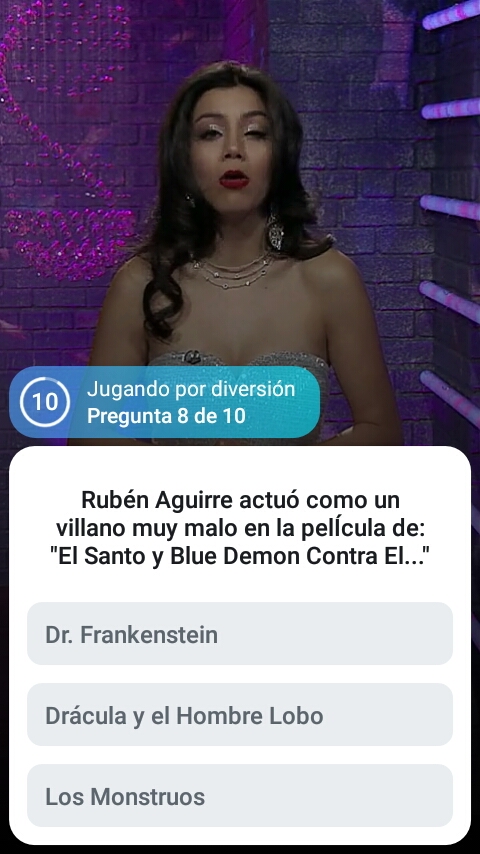 10
Jugando por diversión
Pregunta 8 de 10
Rubén Aguirre actuó como un
villano muy malo en la pelÍcula de:
"El Santo y Blue Demon Contra El..."
Dr. Frankenstein
Drácula y el Hombre Lobo
Los Monstruos